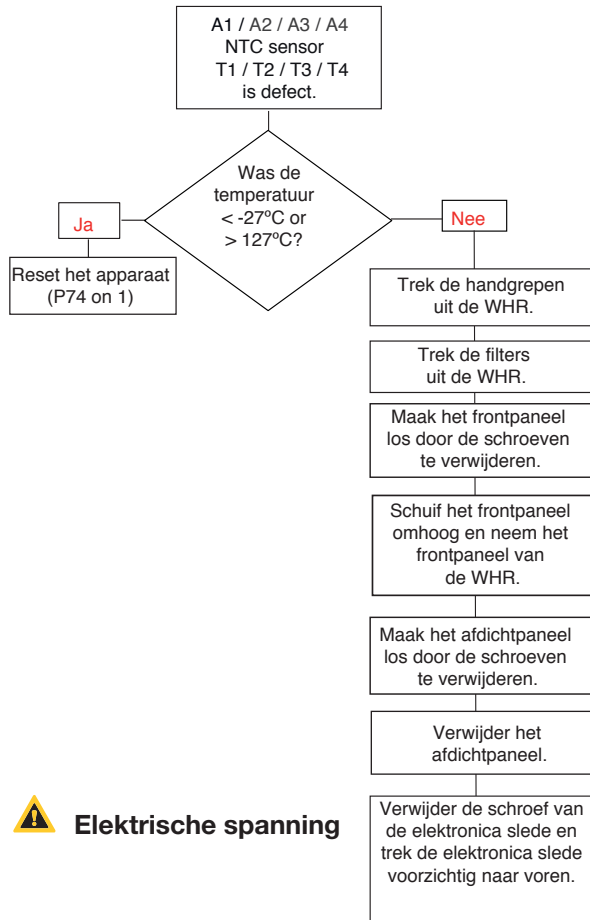 A1 / A2 / A3 / A4
NTC sensor
T1 / T2 / T3 / T4
is defect.
Was de
temperatuur
< -27ºC or
> 127ºC?
Ja
Nee
Reset het apparaat
(P74 on 1)
Trek de handgrepen
uit de WHR.
Trek de filters
uit de WHR.
Maak het frontpaneel
los door de schroeven
te verwijderen.
Schuif het frontpaneel
omhoog en neem het
frontpaneel van
de WHR.
Maak het afdichtpaneel
los door de schroeven
te verwijderen.
Verwijder het
afdichtpaneel.
Elektrische spanning
Verwijder de schroef van
de elektronica slede en
trek de elektronica slede
voorzichtig naar voren.